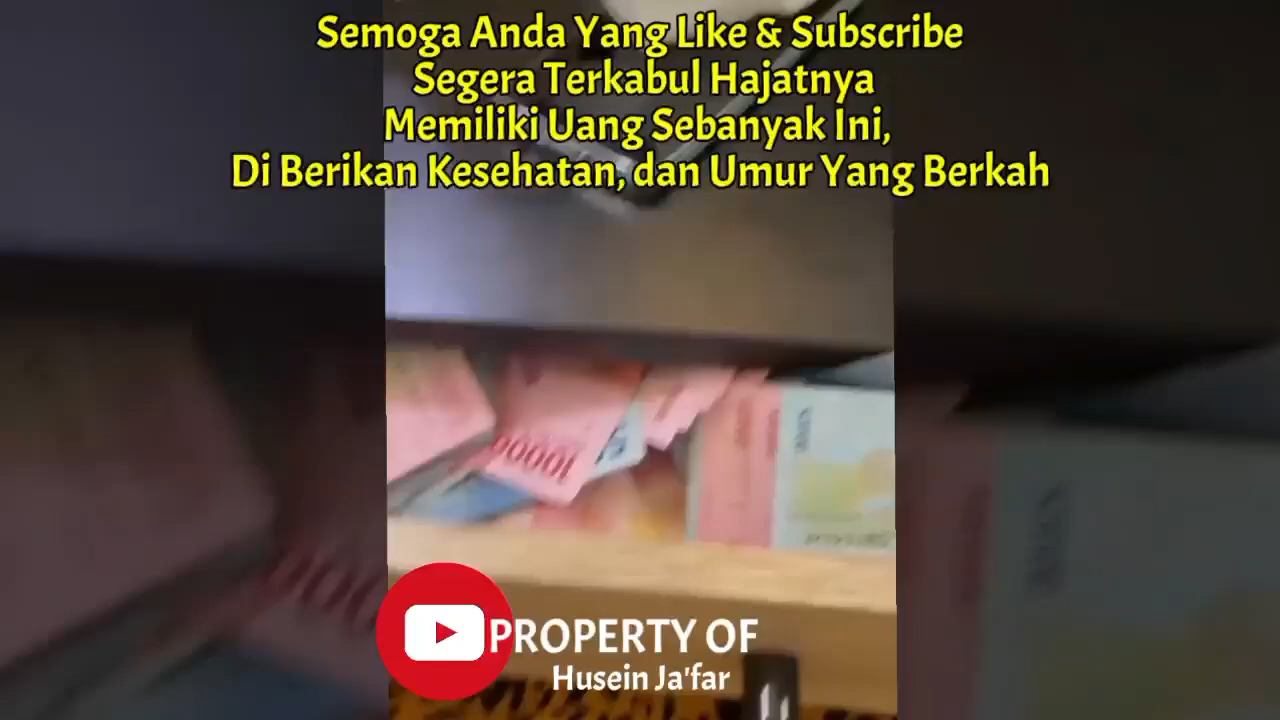 Semoga Anda Yang Like & Subscribe
Segera Terkabul Hajatnya
Memiliki Uang Sebanyak Ini,
Di Berikan Kesehatan, dan Umur Yang Berkah
PROPERTY OF
Husein Ja'far